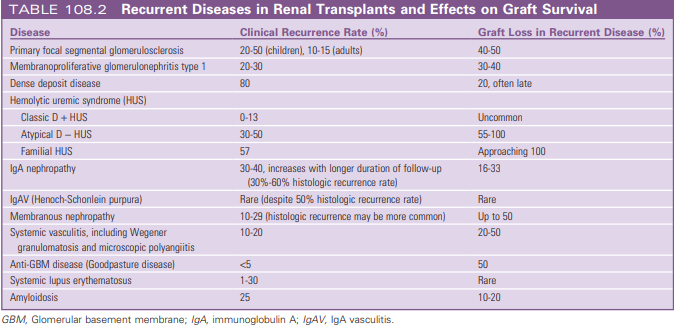 TABLE 108.2 Recurrent Diseases in Renal Transplants and Effects on Graft Survival
Disease Clinical Recurrence Rate (%) Graft Loss in Recurrent Disease (%)
Primary focal segmental glomerulosclerosis 20-50 (children), 10-15 (adults) 40-50
Membranoproliferative glomerulonephritis type 1 20-30 30-40
Dense deposit disease 80 20, often late
Hemolytic uremic syndrome (HUS)
Classic D + HUS 0-13 Uncommon
Atypical D − HUS 30-50 55-100
Familial HUS 57 Approaching 100
IgA nephropathy 30-40, increases with longer duration of follow-up 16-33
(30%-60% histologic recurrence rate)
IgAV (Henoch-Schonlein purpura) Rare (despite 50% histologic recurrence rate) Rare
Membranous nephropathy 10-29 (histologic recurrence may be more common) Up to 50
Systemic vasculitis, including Wegener 10-20 20-50
granulomatosis and microscopic polyangiitis
Anti-GBM disease (Goodpasture disease) <5 50
Systemic lupus erythematosus 1-30 Rare
Amyloidosis 25 10-20
GBM, Glomerular basement membrane; IgA, immunoglobulin A; IgAV, IgA vasculitis.